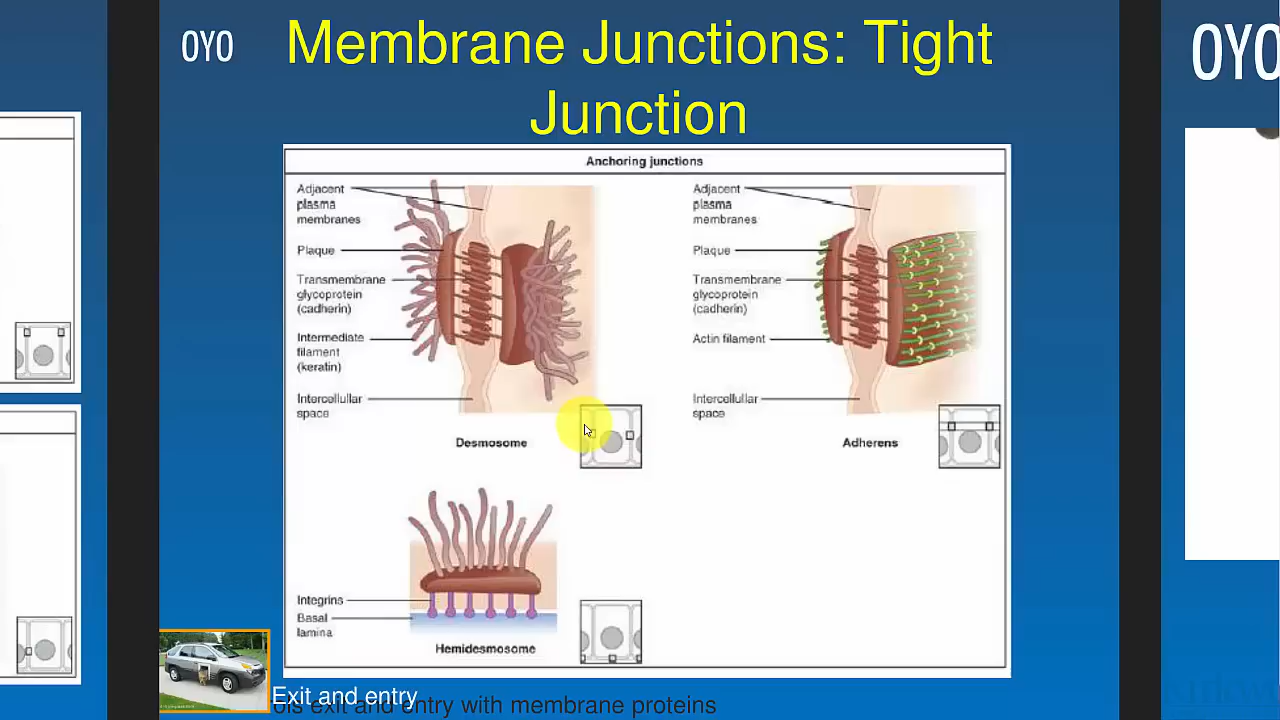 OYO
Membrane Junctions: Tight
Junction
OYO
Anchoring junctions
Adjacent
plasma
membranes
Plaque
Transmembrane
glycoprotein
(cadherin)
Intermediate
filament
(keratin)
Intercellular
space
Desmosome
Adjacent
plasma
membranes
Plaque
Transmembrane
glycoprotein
(cadherin)
Actin filament
Intercellular
space
Adherens
Integrins
Basal
lamina
Hemidesmosome
Exit and entry
exit and entry with membrane proteins